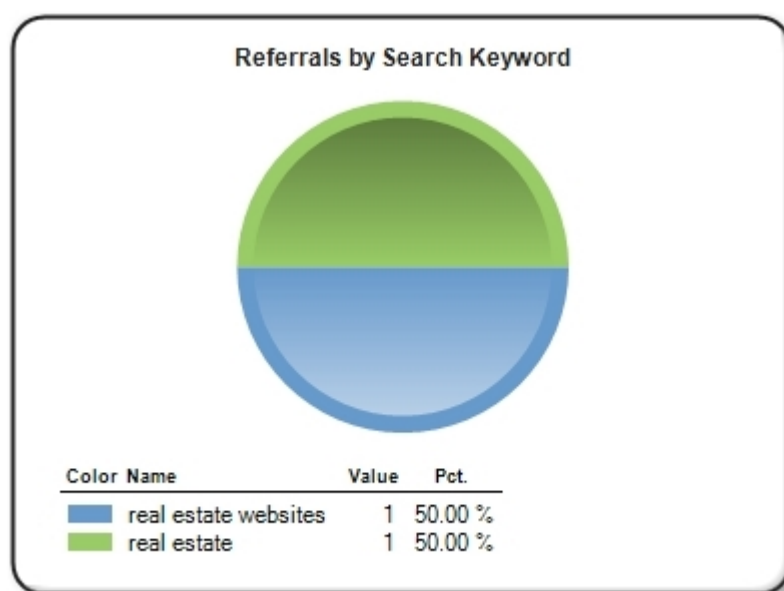 Referrals by Search Keyword
Color Name Value Pct.
real estate websites 1 50.00 %
real estate 1 50.00 %